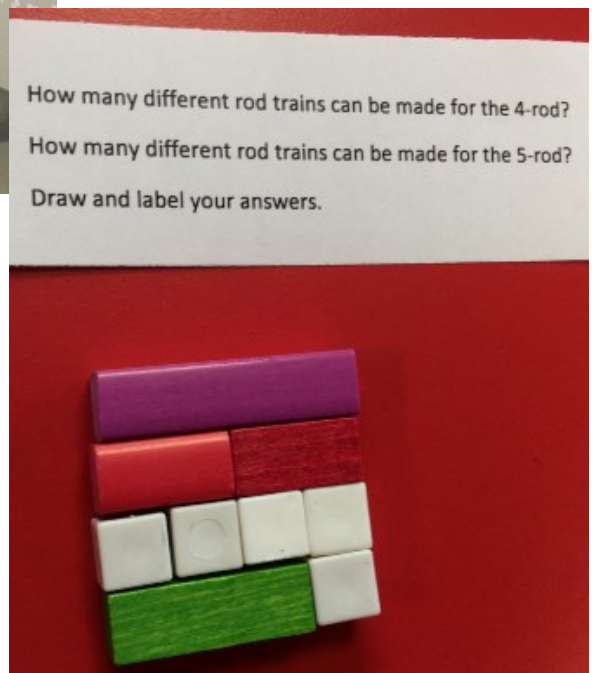 How many different rod trains can be made for the 4-rod?
How many different rod trains can be made for the 5-rod?
Draw and label your answers.